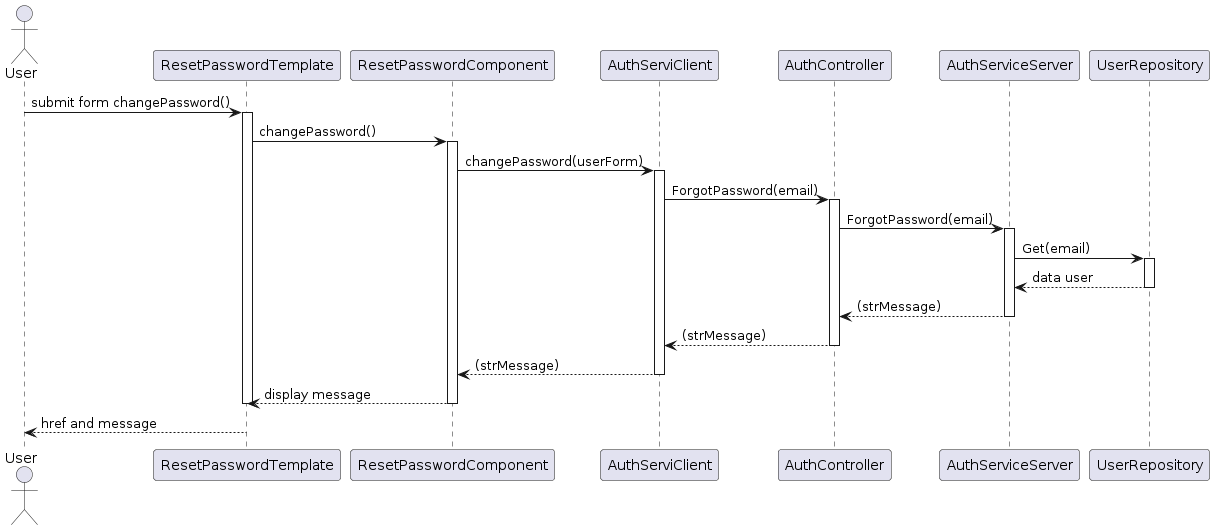 User
ResetPasswordTemplate
ResetPasswordComponent
AuthServiClient
AuthController
AuthServiceServer
UserRepository
submit form changePassword()
changePassword()
changePassword(userForm)
ForgotPassword(email)
ForgotPassword(email)
Get(email)
data user
(strMessage)
(strMessage)
(strMessage)
display message
href and message
User
ResetPasswordTemplate
ResetPasswordComponent
AuthServiClient
AuthController
AuthServiceServer
UserRepository